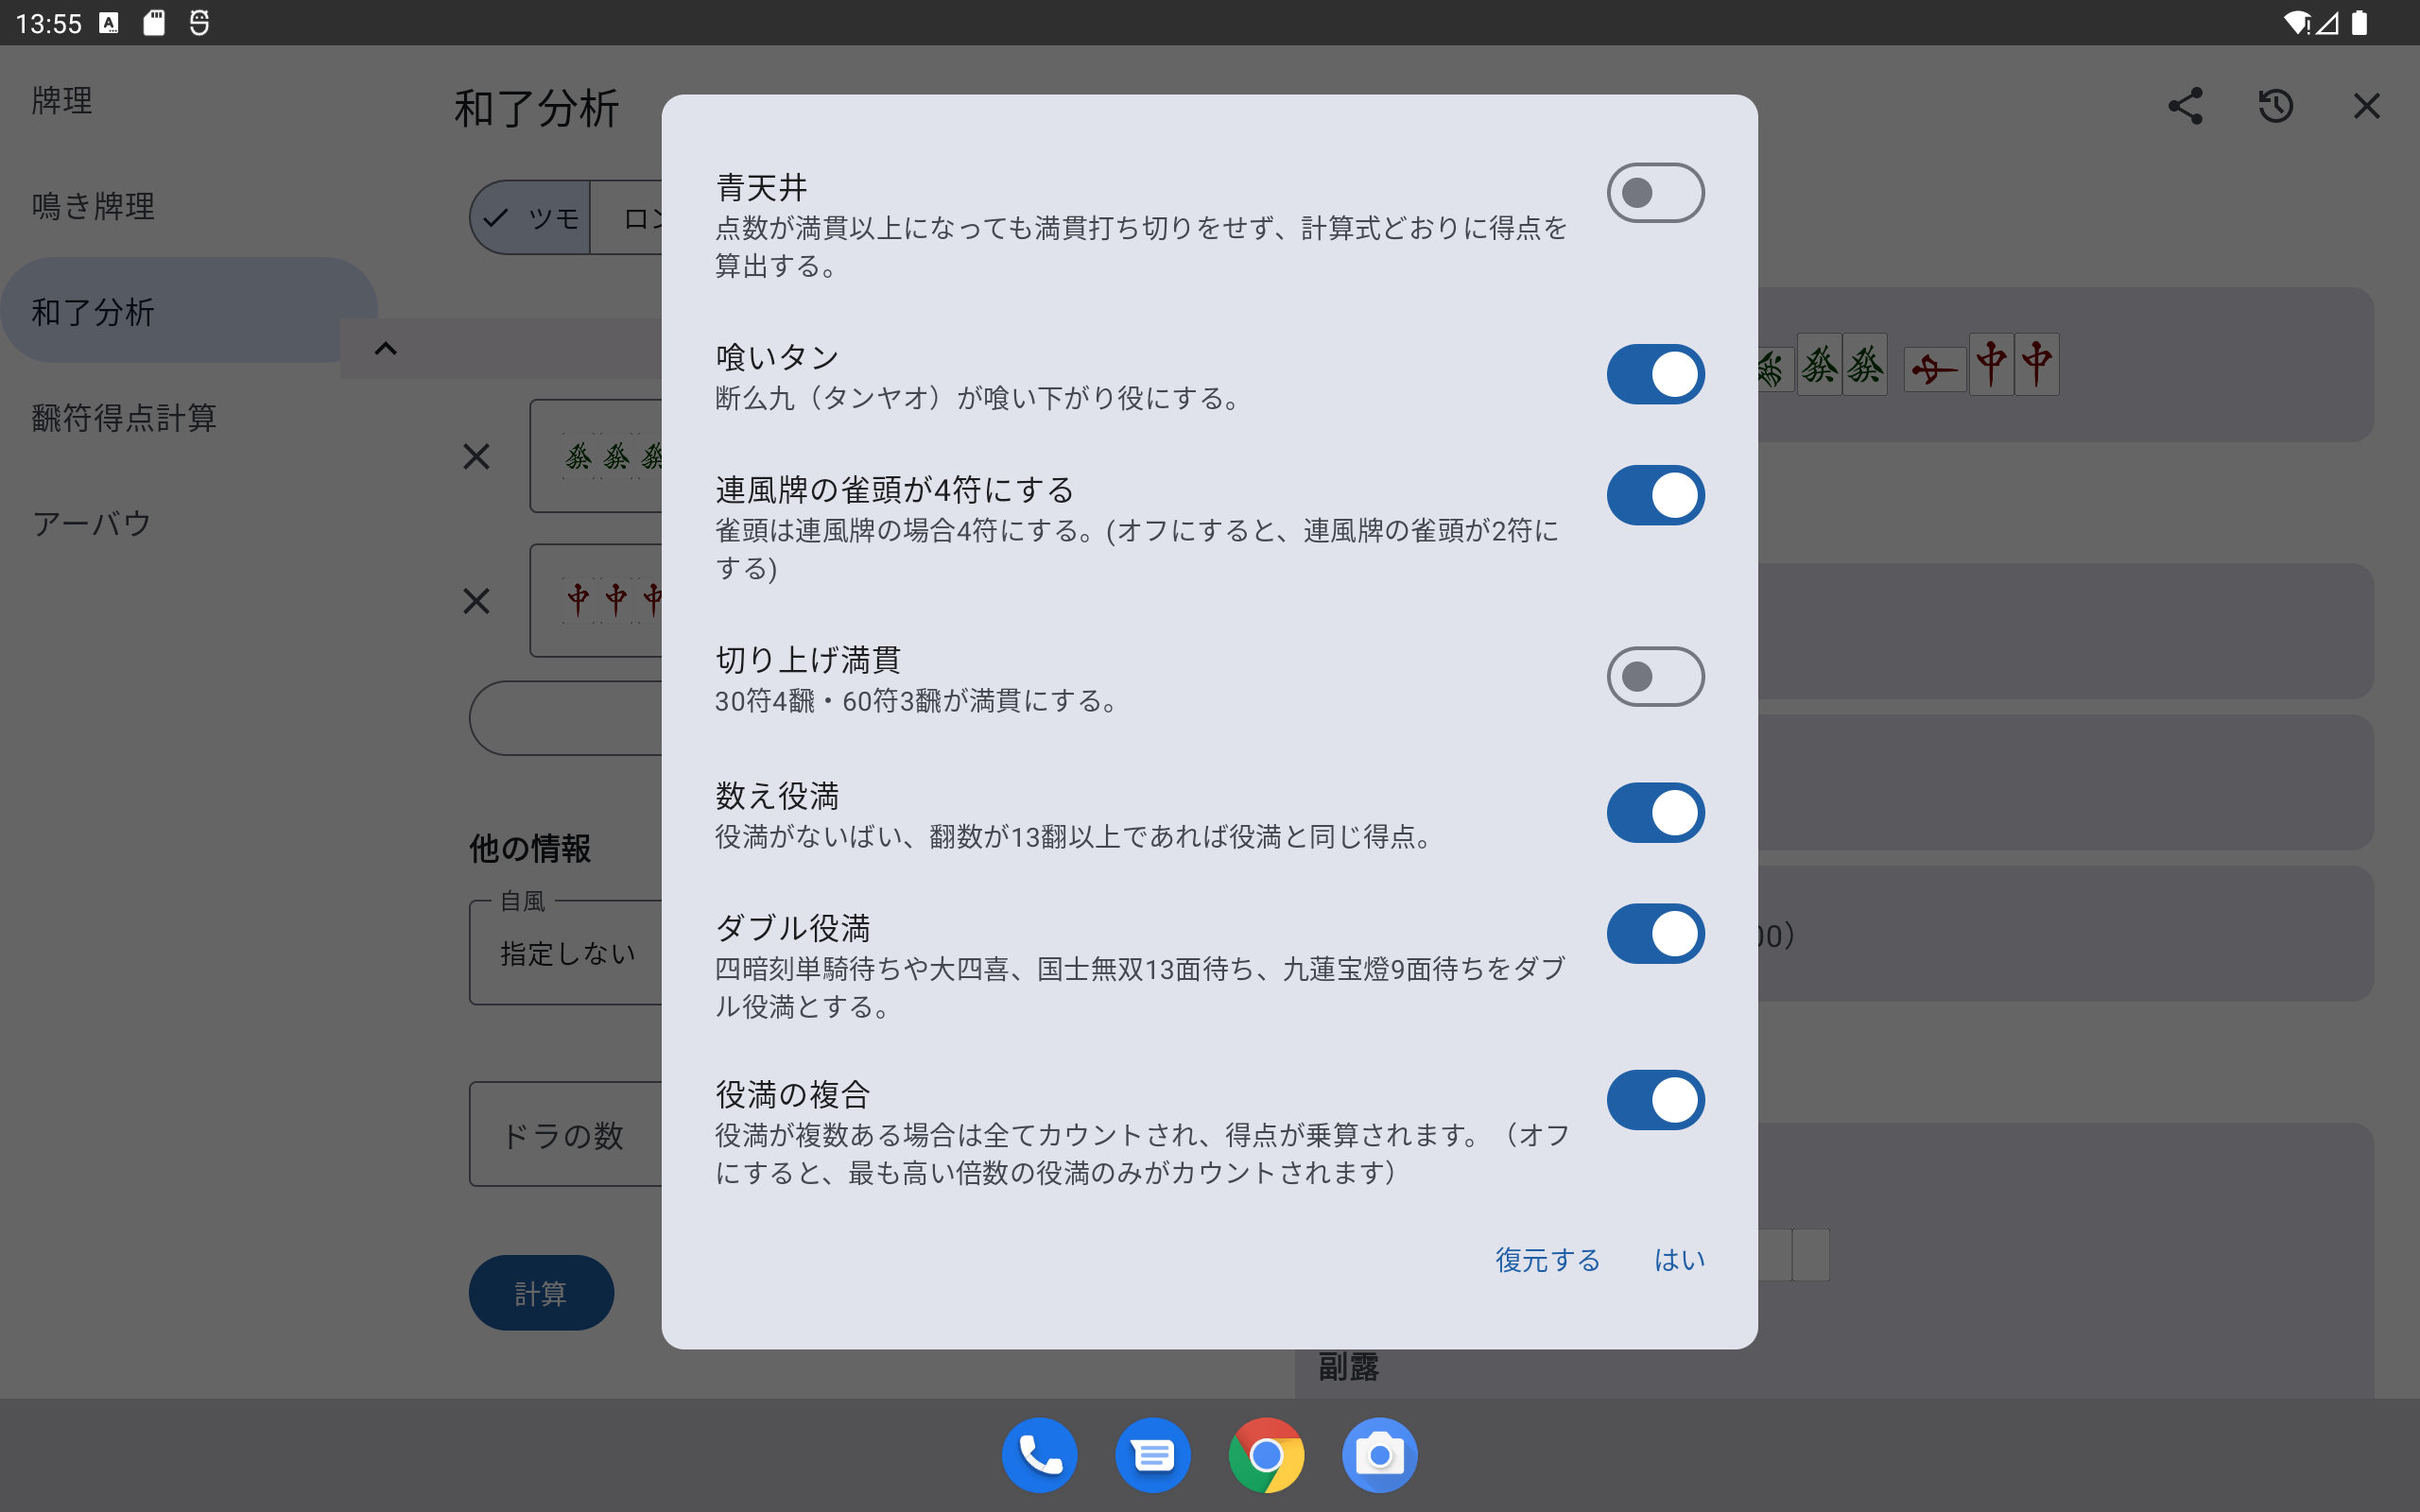 13:55
牌理
鳴き牌理
和了分析
飜符得点計算
アーバウ
和了分析
ツモ
ロン
發發發
中中中
發發 中中
他の情報
自風
指定しない
ドラの数
計算
青天井
点数が満貫以上になっても満貫打ち切りをせず、計算式どおりに得点を
算出する。
喰いタン
断么九（タンヤオ）が喰い下がり役にする。
連風牌の雀頭が4符にする
雀頭は連風牌の場合4符にする。(オフにすると、連風牌の雀頭が2符に
する)
切り上げ満貫
30符4飜・60符3飜が満貫にする。
数え役満
役満がないばい、翻数が13翻以上であれば役満と同じ得点。
ダブル役満
四暗刻単騎待ちや大四喜、国士無双13面待ち、九蓮宝燈9面待ちをダブ
ル役満とする。
役満の複合
役満が複数ある場合は全てカウントされ、得点が乗算されます。（オフ
にすると、最も高い倍数の役満のみがカウントされます）
復元する はい
00）
副露